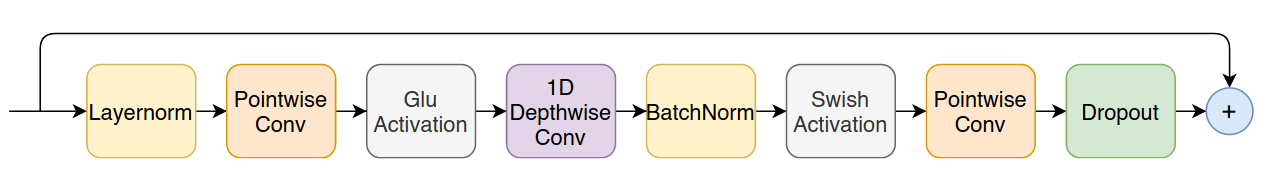 Layernorm
Pointwise
Conv
Glu
Activation
1D
Depthwise
Conv
BatchNorm
Swish
Activation
Pointwise
Conv
Dropout
+